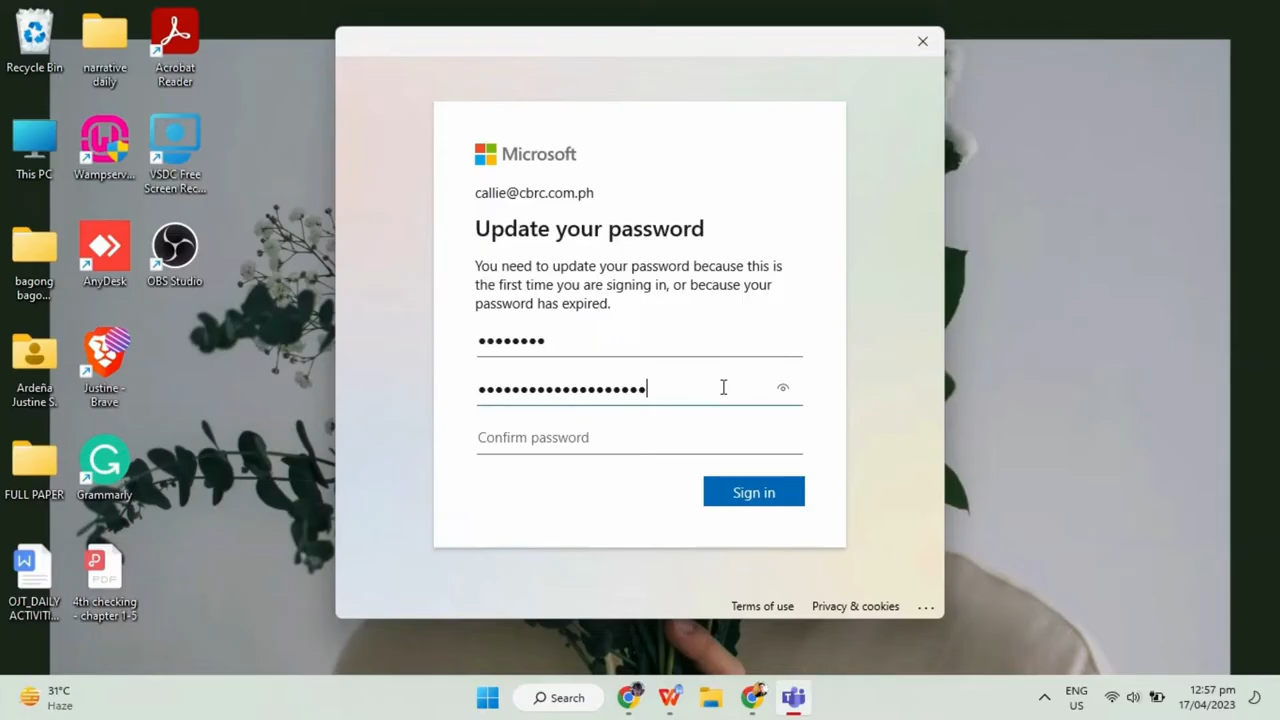 Recycle Bin
narrative
daily
Acrobat
Reader
This PC
Wampserv...
VSDC Free
Screen Rec...
bagong
bago...
AnyDesk
OBS Studio
Ardeña
Justine S.
Justine -
Brave
FULL PAPER
Grammarly
OJT_DAILY
ACTIVITI...
PDF
4th checking
- chapter 1-5
Microsoft
callie@cbrc.com.ph
Update your password
You need to update your password because this is
the first time you are signing in, or because your
password has expired.
Confirm password
Sign in
Terms of use
Privacy & cookies
31°C
Haze
Search
ENG
US
12:57 pm
17/04/2023